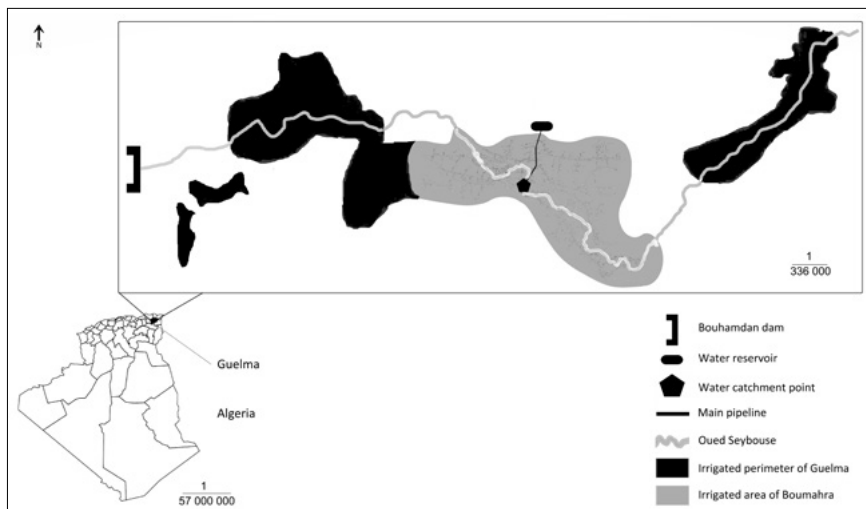 N
1
336 000
Bouhamdan dam
Water reservoir
Guelma
Water catchment point
Algeria
Main pipeline
Oued Seybouse
Irrigated perimeter of Guelma
1
57 000 000
Irrigated area of Boumahra